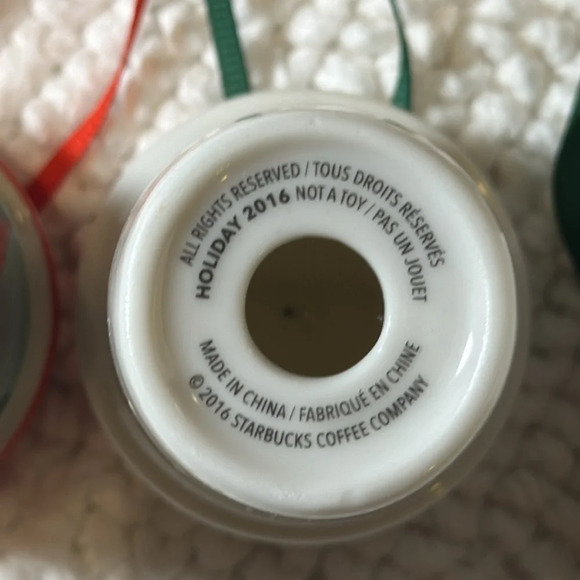 ALL RIGHTS RESERVED / TOUS DROITS RÉSERVÉS
HOLIDAY 2016 NOT A TOY / PAS UN JOUET
MADE IN CHINA / FABRIQUÉ EN CHINE
© 2016 STARBUCKS COFFEE COMPANY